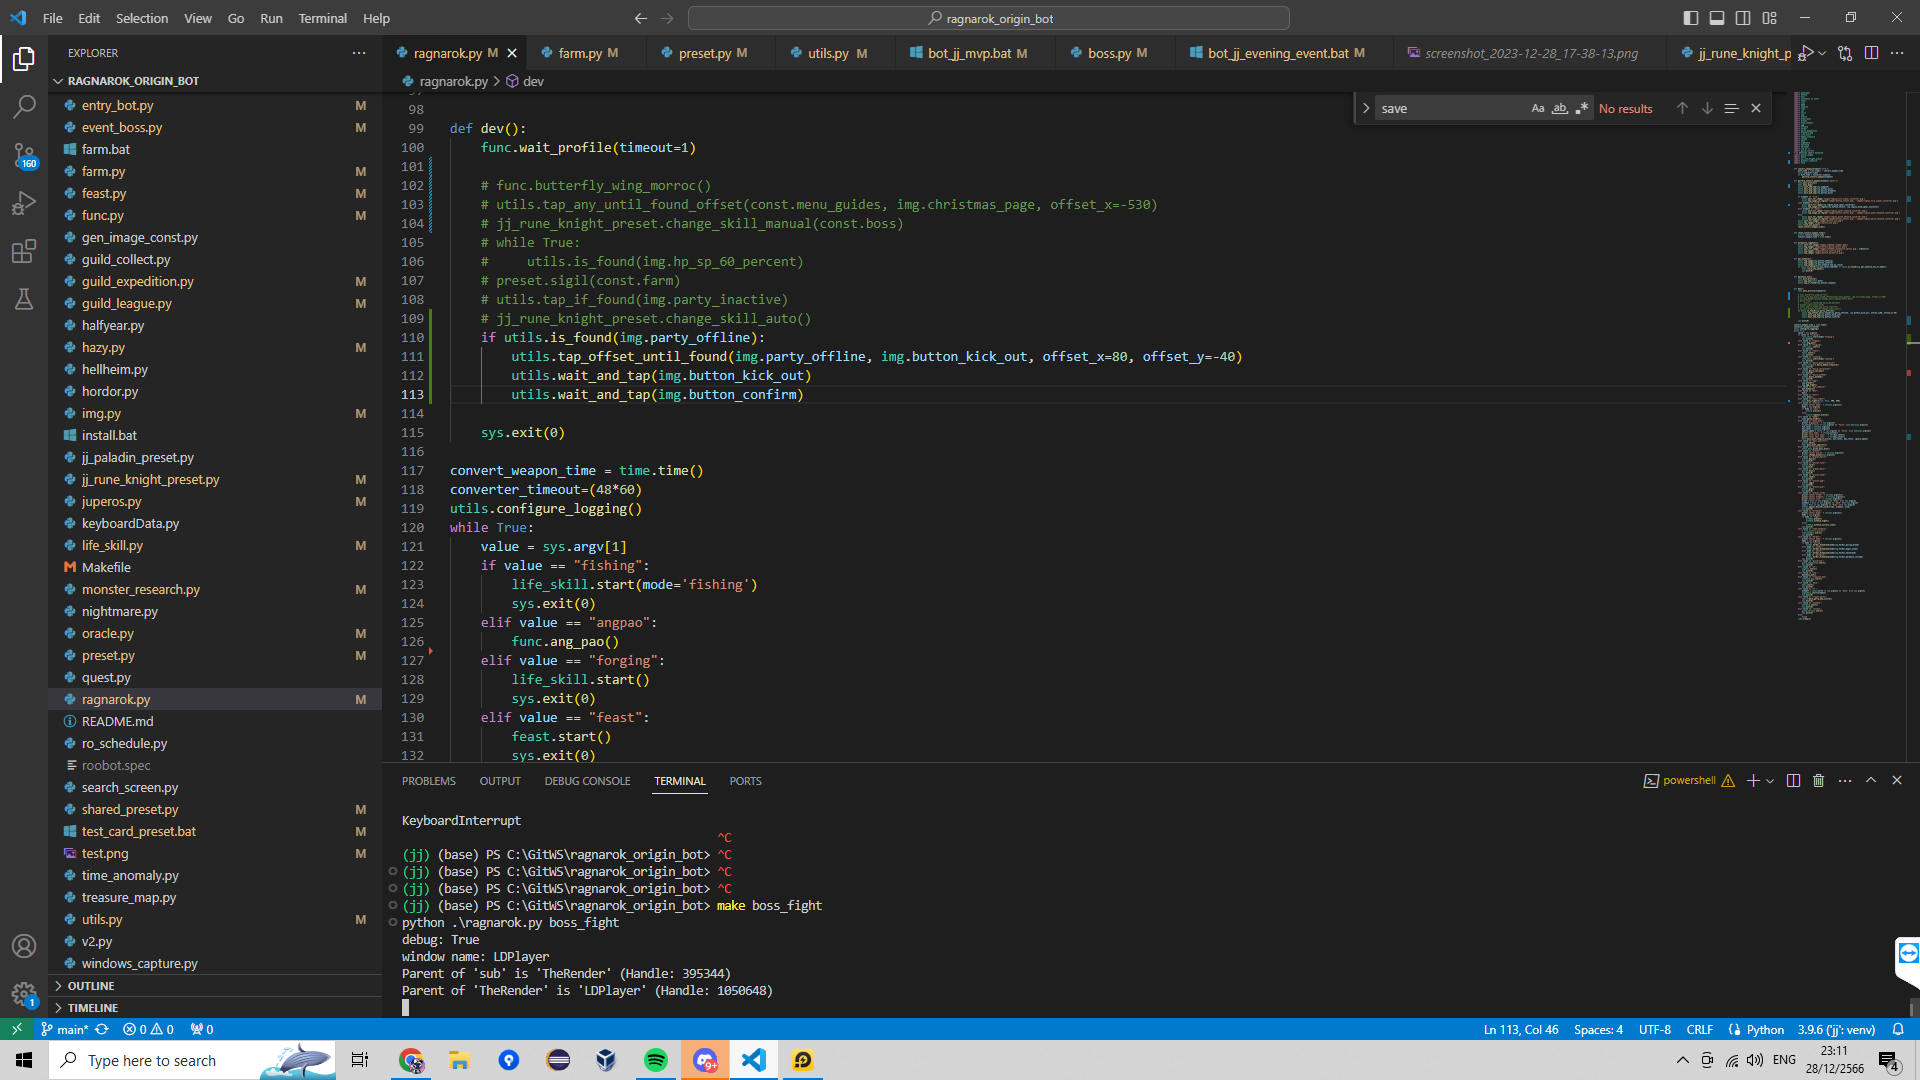 File Edit Selection View Go Run Terminal Help
ragnarok_origin_bot
EXPLORER
RAGNAROK_ORIGIN_BOT
entry_bot.py M
event_boss.py M
farm.bat
farm.py M
feast.py M
func.py M
gen_image_const.py
guild_collect.py
guild_expedition.py M
guild_league.py M
halfyear.py
hazy.py M
hellheim.py
hordor.py
img.py M
install.bat
jj_paladin_preset.py
jj_rune_knight_preset.py M
juperos.py M
keyboardData.py
life_skill.py M
Makefile
monster_research.py M
nightmare.py
oracle.py M
preset.py M
quest.py
ragnarok.py M
README.md
ro_schedule.py
roobot.spec
search_screen.py
shared_preset.py M
test_card_preset.bat M
test.png M
time_anomaly.py
treasure_map.py
utils.py M
v2.py
windows_capture.py
OUTLINE
TIMELINE
160
1
ragnarok.py M farm.py M preset.py M utils.py M bot_jj_mvp.bat M boss.py M bot_jj_evening_event.bat M screenshot_2023-12-28_17-38-13.png jj_rune_knight_p
ragnarok.py > dev
save Aa ab No results
98
99 def dev():
100 func.wait_profile(timeout=1)
101
102 # func.butterfly_wing_morroc()
103 # utils.tap_any_until_found_offset(const.menu_guides, img.christmas_page, offset_x=-530)
104 # jj_rune_knight_preset.change_skill_manual(const.boss)
105 # while True:
106 #     utils.is_found(img.hp_sp_60_percent)
107 # preset.sigil(const.farm)
108 # utils.tap_if_found(img.party_inactive)
109 # jj_rune_knight_preset.change_skill_auto()
110 if utils.is_found(img.party_offline):
111 utils.tap_offset_until_found(img.party_offline, img.button_kick_out, offset_x=80, offset_y=-40)
112 utils.wait_and_tap(img.button_kick_out)
113 utils.wait_and_tap(img.button_confirm)
114
115 sys.exit(0)
116
117 convert_weapon_time = time.time()
118 converter_timeout=(48*60)
119 utils.configure_logging()
120 while True:
121 value = sys.argv[1]
122 if value == "fishing":
123 life_skill.start(mode='fishing')
124 sys.exit(0)
125 elif value == "angpao":
126 func.ang_pao()
127 elif value == "forging":
128 life_skill.start()
129 sys.exit(0)
130 elif value == "feast":
131 feast.start()
132 sys.exit(0)
PROBLEMS OUTPUT DEBUG CONSOLE TERMINAL PORTS
powershell
KeyboardInterrupt
^C
(jj) (base) PS C:\GitWS\ragnarok_origin_bot> ^C
(jj) (base) PS C:\GitWS\ragnarok_origin_bot> ^C
(jj) (base) PS C:\GitWS\ragnarok_origin_bot> ^C
(jj) (base) PS C:\GitWS\ragnarok_origin_bot> make boss_fight
python .\ragnarok.py boss_fight
debug: True
window name: LDPlayer
Parent of 'sub' is 'TheRender' (Handle: 395344)
Parent of 'TheRender' is 'LDPlayer' (Handle: 1050648)
main* 0 0 0
Ln 113, Col 46 Spaces: 4 UTF-8 CRLF Python 3.9.6 ('jj': venv)
Type here to search
9+
ENG
23:11
28/12/2566
4